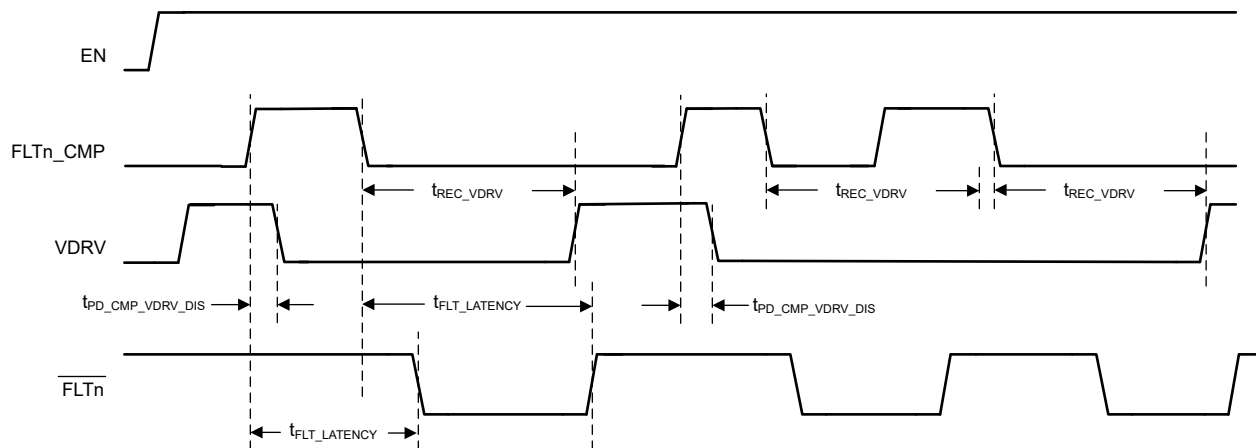 EN
FLTn_CMP
tREC_VDRV
tREC_VDRV
tREC_VDRV
VDRV
tPD_CMP_VDRV_DIS
tFLT_LATENCY
tPD_CMP_VDRV_DIS
FLTn
tFLT_LATENCY